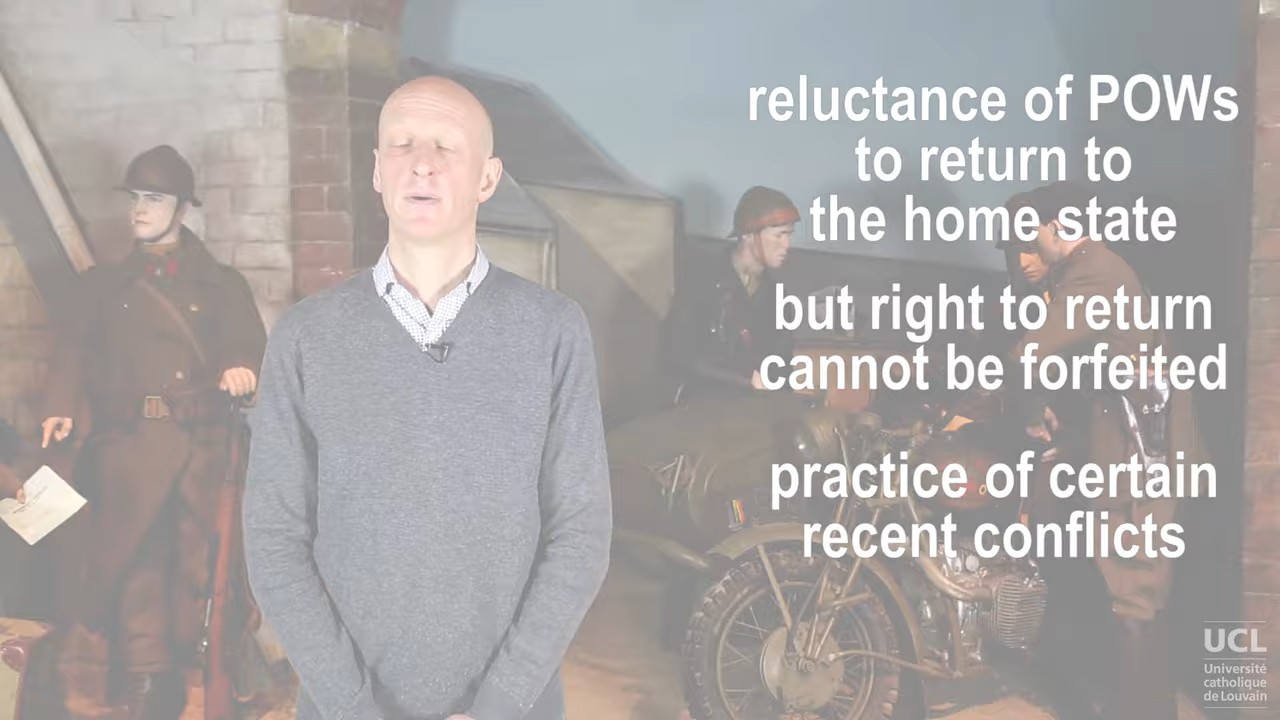 reluctance of POWs
to return to
the home state
but right to return
cannot be forfeited
practice of certain
recent conflicts
UCL
Université
catholique
de Louvain